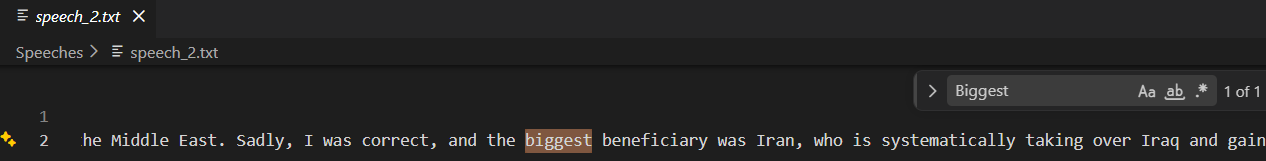 speech_2.txt
Speeches > speech_2.txt
Biggest Aa ab .* 1 of 1
1
2 he Middle East. Sadly, I was correct, and the biggest beneficiary was Iran, who is systematically taking over Iraq and gain